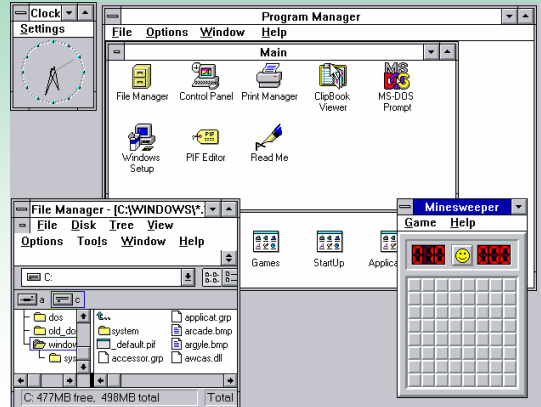 Clock
Settings
Program Manager
File Options Window Help
Main
File Manager
Control Panel
Print Manager
ClipBook
Viewer
MS-DOS
Prompt
MS
DOS
Windows
Setup
PIF Editor
PIF
Read Me
Games
StartUp
Applica
File Manager - [C:\WINDOWS\*.
File Disk Tree View
Options Tools Window Help
C:
a
c
dos
old_do
window
sys
system
_default.pif
accessor.grp
applicat.grp
arcade.bmp
argyle.bmp
awcas.dll
C: 477MB free, 498MB total
Total
Minesweeper
Game Help
010
000